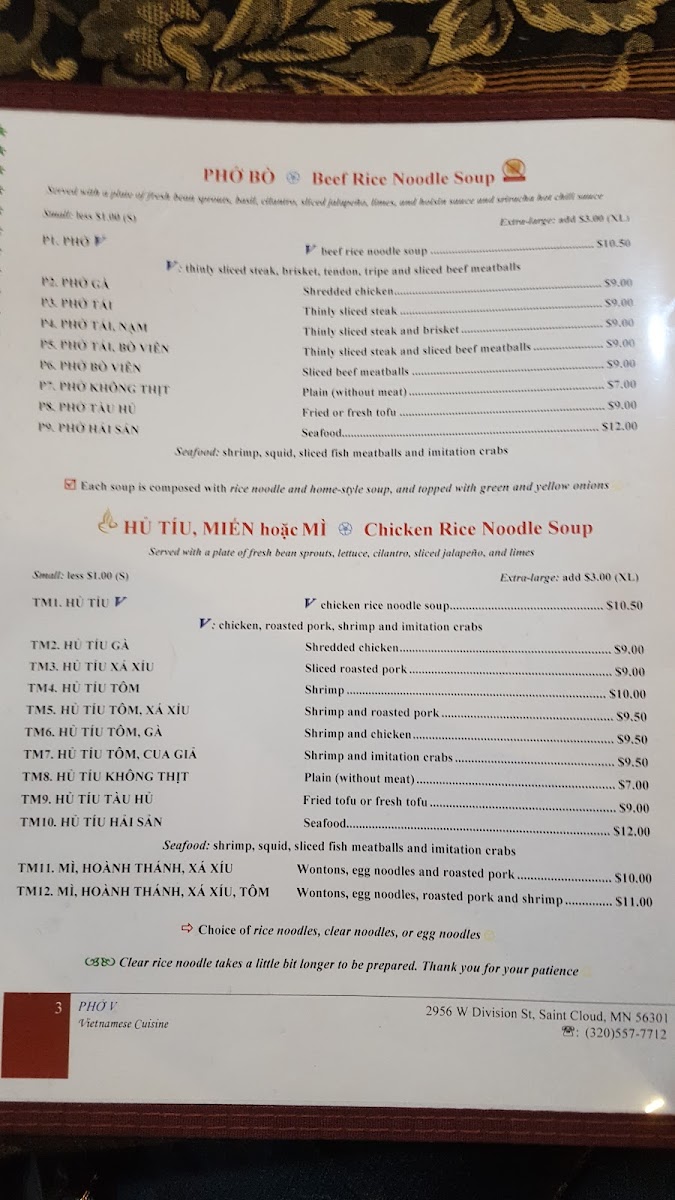 PHỞ BÒ Beef Rice Noodle Soup
Served with a plate of fresh bean sprouts, basil, cilantro, sliced jalapeño, limes, and hoisin sauce and sriracha hot chili sauce
Small: less $1.00 (S) Extra-large: add $3.00 (XL)
P1. PHỞ V V beef rice noodle soup $10.50
V: thinly sliced steak, brisket, tendon, tripe and sliced beef meatballs
P2. PHỞ GÀ Shredded chicken $9.00
P3. PHỞ TÁI Thinly sliced steak $9.00
P4. PHỞ TÁI, NẠM Thinly sliced steak and brisket $9.00
P5. PHỞ TÁI, BÒ VIÊN Thinly sliced steak and sliced beef meatballs $9.00
P6. PHỞ BÒ VIÊN Sliced beef meatballs $9.00
P7. PHỞ KHÔNG THỊT Plain (without meat) $7.00
P8. PHỞ TÀU HỦ Fried or fresh tofu $9.00
P9. PHỞ HẢI SẢN Seafood $12.00
Seafood: shrimp, squid, sliced fish meatballs and imitation crabs
Each soup is composed with rice noodle and home-style soup, and topped with green and yellow onions
HỦ TÍU, MIẾN hoặc MÌ Chicken Rice Noodle Soup
Served with a plate of fresh bean sprouts, lettuce, cilantro, sliced jalapeño, and limes
Small: less $1.00 (S) Extra-large: add $3.00 (XL)
TM1. HỦ TÍU V V chicken rice noodle soup $10.50
V: chicken, roasted pork, shrimp and imitation crabs
TM2. HỦ TÍU GÀ Shredded chicken $9.00
TM3. HỦ TÍU XÁ XÍU Sliced roasted pork $9.00
TM4. HỦ TÍU TÔM Shrimp $10.00
TM5. HỦ TÍU TÔM, XÁ XÍU Shrimp and roasted pork $9.50
TM6. HỦ TÍU TÔM, GÀ Shrimp and chicken $9.50
TM7. HỦ TÍU TÔM, CUA GIẢ Shrimp and imitation crabs $9.50
TM8. HỦ TÍU KHÔNG THỊT Plain (without meat) $7.00
TM9. HỦ TÍU TÀU HỦ Fried tofu or fresh tofu $9.00
TM10. HỦ TÍU HẢI SẢN Seafood $12.00
Seafood: shrimp, squid, sliced fish meatballs and imitation crabs
TM11. MÌ, HOÀNH THÁNH, XÁ XÍU Wontons, egg noodles and roasted pork $10.00
TM12. MÌ, HOÀNH THÁNH, XÁ XÍU, TÔM Wontons, egg noodles, roasted pork and shrimp $11.00
Choice of rice noodles, clear noodles, or egg noodles
Clear rice noodle takes a little bit longer to be prepared. Thank you for your patience
3 PHỞ V
Vietnamese Cuisine
2956 W Division St, Saint Cloud, MN 56301
☎: (320)557-7712